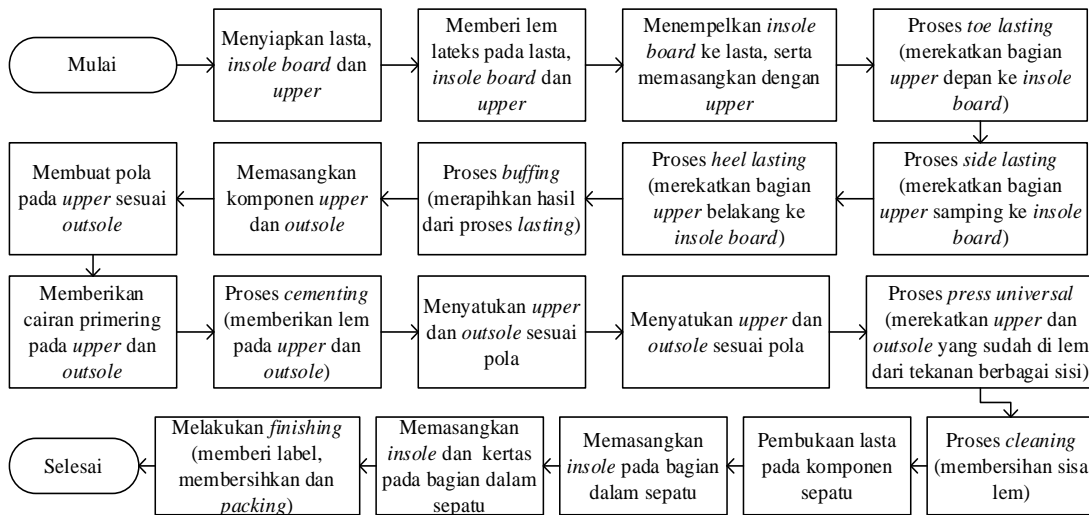 Mulai
Menyiapkan lasta,
insole board dan
upper
Memberi lem
lateks pada lasta,
insole board dan
upper
Menempelkan insole
board ke lasta, serta
memasangkan dengan
upper
Proses toe lasting
(merekatkan bagian
upper depan ke insole
board)
Proses side lasting
(merekatkan bagian
upper samping ke insole
board)
Proses heel lasting
(merekatkan bagian
upper belakang ke
insole board)
Proses buffing
(merapihkan hasil
dari proses lasting)
Memasangkan
komponen upper
dan outsole
Membuat pola
pada upper sesuai
outsole
Memberikan
cairan primering
pada upper dan
outsole
Proses cementing
(memberikan lem
pada upper dan
outsole)
Menyatukan upper
dan outsole sesuai
pola
Menyatukan upper dan
outsole sesuai pola
Proses press universal
(merekatkan upper dan
outsole yang sudah di lem
dari tekanan berbagai sisi)
Proses cleaning
(membersihan sisa
lem)
Pembukaan lasta
pada komponen
sepatu
Memasangkan
insole pada bagian
dalam sepatu
Memasangkan
insole dan kertas
pada bagian dalam
sepatu
Melakukan finishing
(memberi label,
membersihkan dan
packing)
Selesai